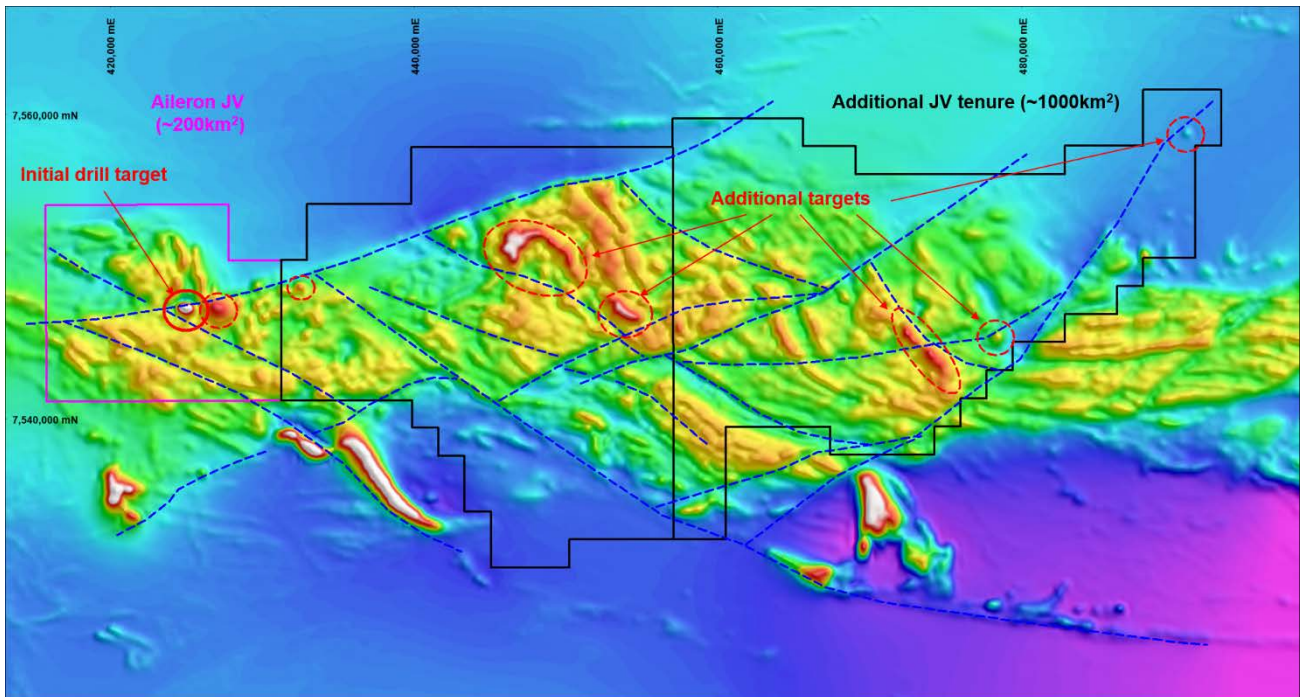 420,000 mE
440,000 mE
460,000 mE
480,000 mE
7,560,000 mN
Aileron JV
(~200km²)
Additional JV tenure (~1000km²)
Initial drill target
Additional targets
7,540,000 mN